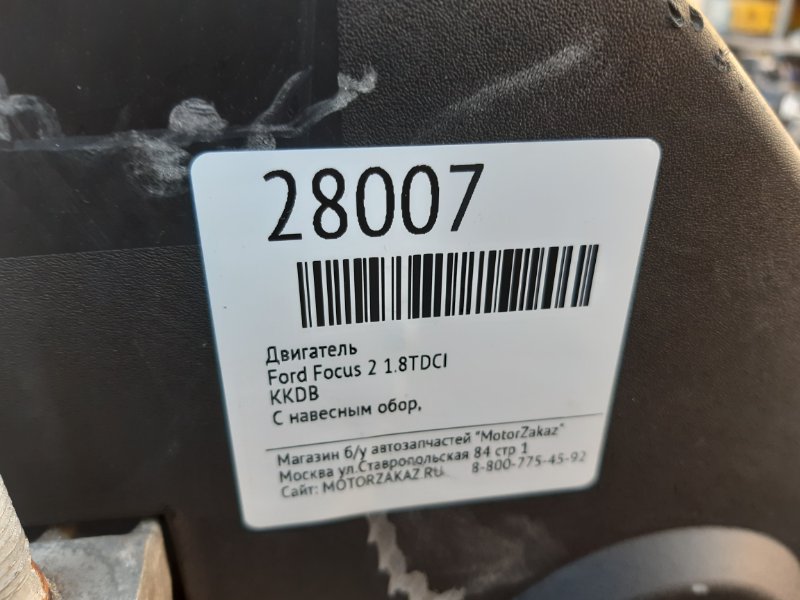 28007
Двигатель
Ford Focus 2 1.8TDCI
KKDB
С навесным обор,
Магазин б/у автозапчастей "MotorZakaz"
Москва ул.Ставропольская 84 стр 1
Сайт: MOTORZAKAZ.RU 8-800-775-45-92